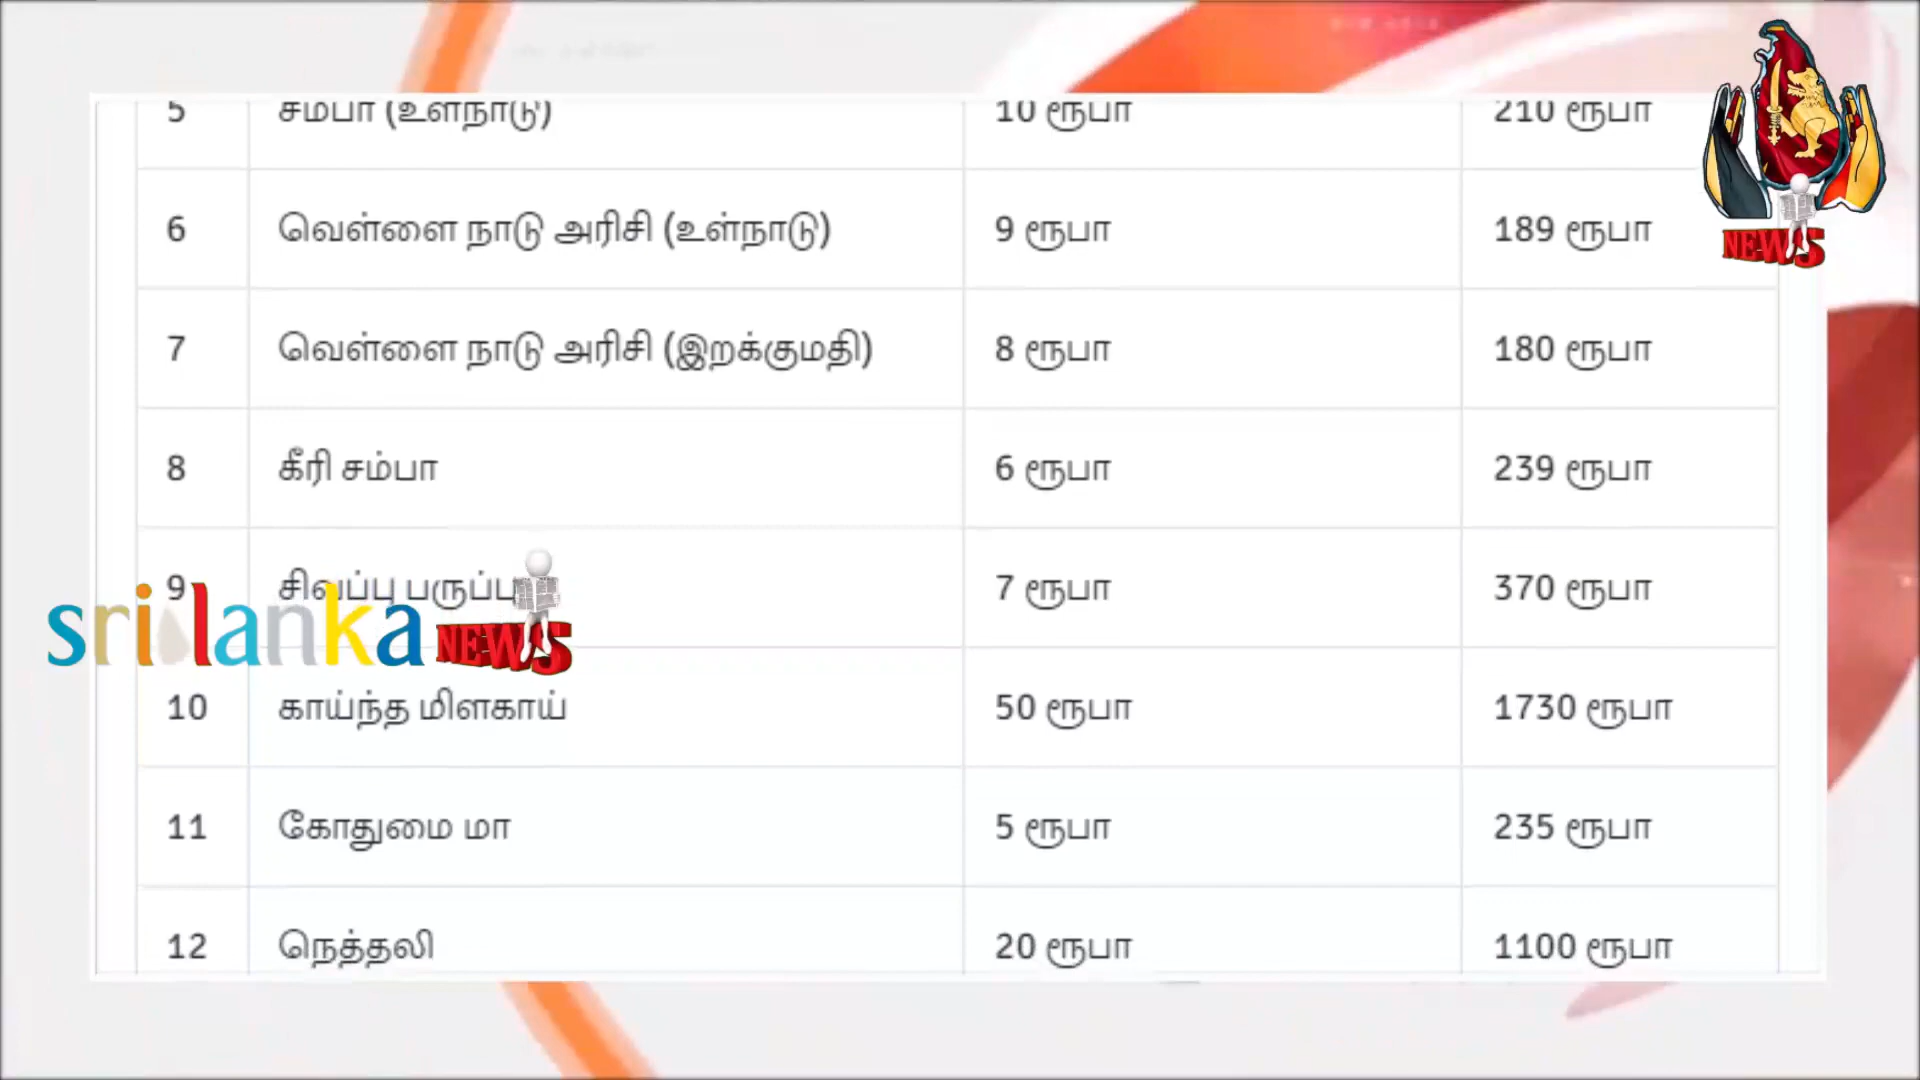 5 சம்பா (உள்நாடு) 10 ரூபா 210 ரூபா
6 வெள்ளை நாடு அரிசி (உள்நாடு) 9 ரூபா 189 ரூபா
7 வெள்ளை நாடு அரிசி (இறக்குமதி) 8 ரூபா 180 ரூபா
8 கீரி சம்பா 6 ரூபா 239 ரூபா
9 சிவப்பு பருப்பு 7 ரூபா 370 ரூபா
10 காய்ந்த மிளகாய் 50 ரூபா 1730 ரூபா
11 கோதுமை மா 5 ரூபா 235 ரூபா
12 நெத்தலி 20 ரூபா 1100 ரூபா
NEWS
sri lanka NEWS